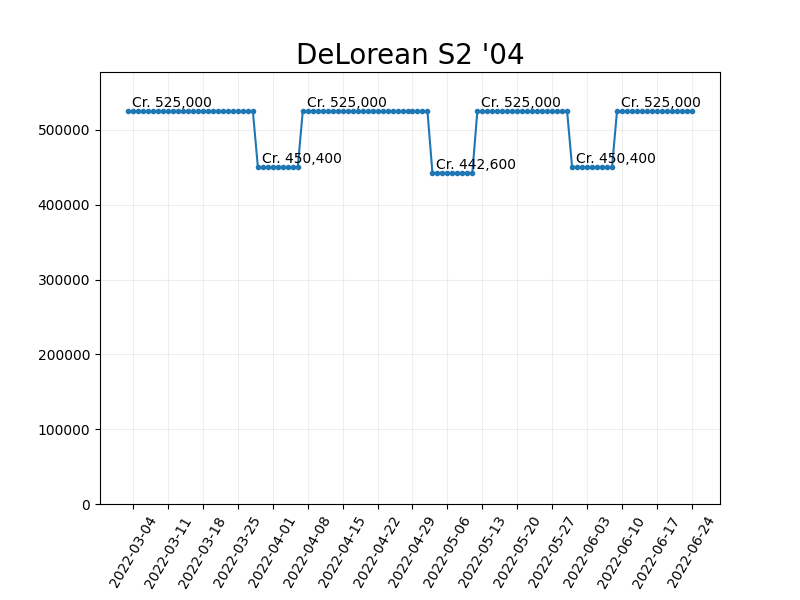 DeLorean S2 '04
Cr. 525,000
Cr. 525,000
Cr. 525,000
Cr. 525,000
Cr. 450,400
Cr. 442,600
Cr. 450,400
500000
400000
300000
200000
100000
0
2022-03-04
2022-03-11
2022-03-18
2022-03-25
2022-04-01
2022-04-08
2022-04-15
2022-04-22
2022-04-29
2022-05-06
2022-05-13
2022-05-20
2022-05-27
2022-06-03
2022-06-10
2022-06-17
2022-06-24